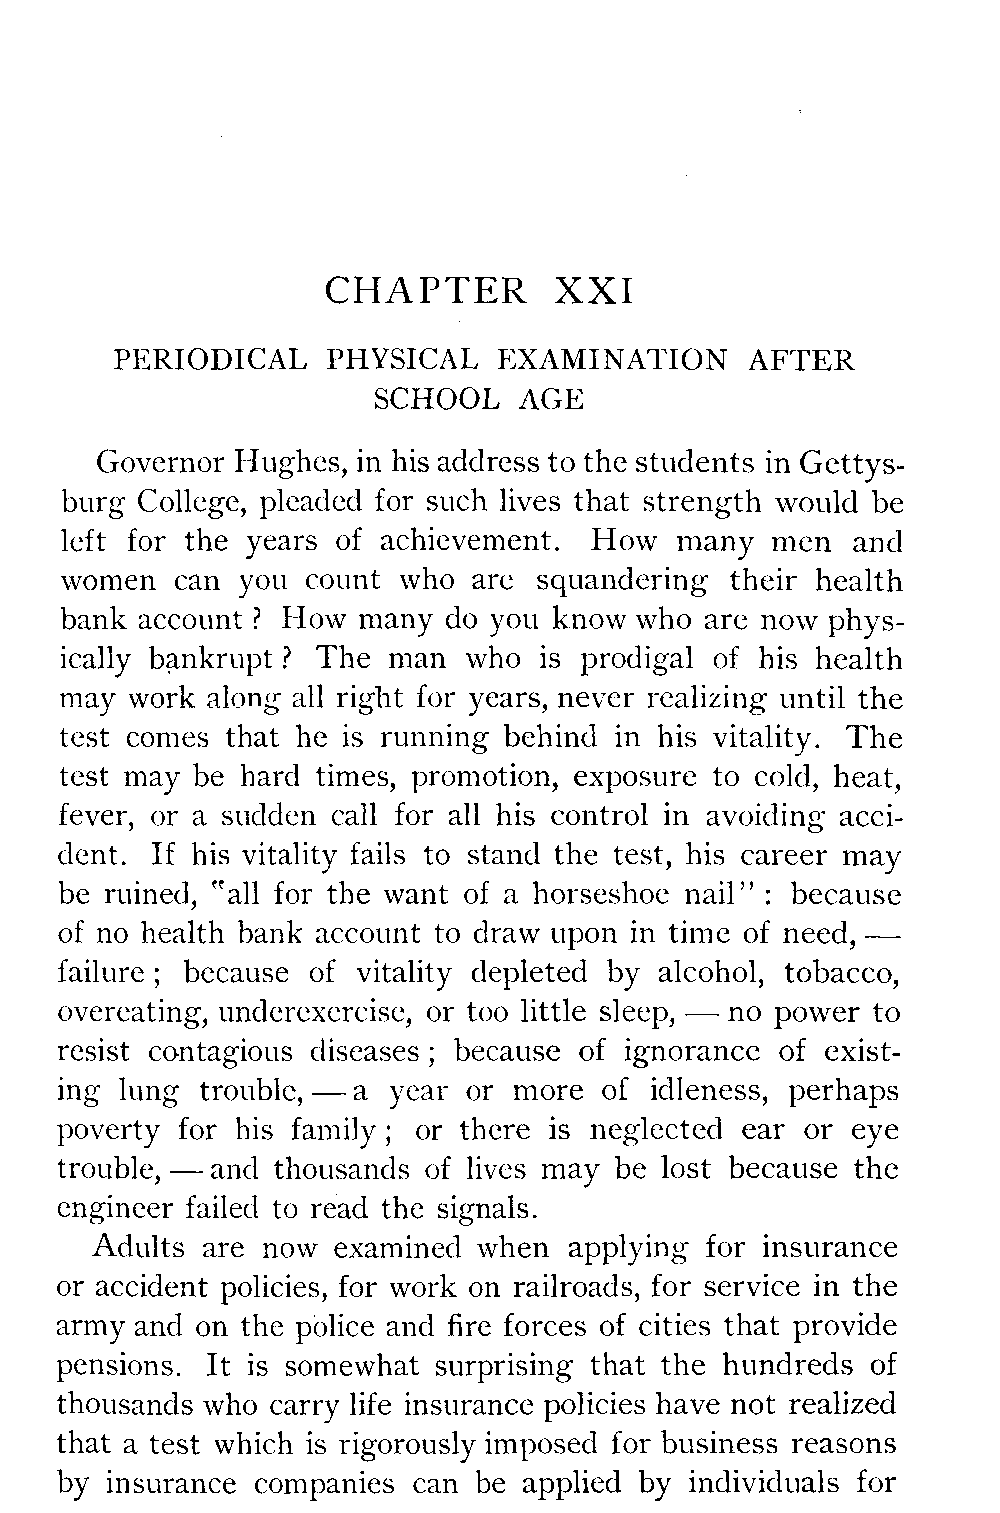 CHAPTER XXI
PERIODICAL PHYSICAL EXAMINATION AFTER
SCHOOL AGE
Governor Hughes, in his address to the students in Gettys-
burg College, pleaded for such lives that strength would be
left for the years of achievement. How many men and
women can you count who are squandering their health
bank account? How many do you know who are now phys-
ically bankrupt? The man who is prodigal of his health
may work along all right for years, never realizing until the
test comes that he is running behind in his vitality. The
test may be hard times, promotion, exposure to cold, heat,
fever, or a sudden call for all his control in avoiding acci-
dent. If his vitality fails to stand the test, his career may
be ruined, "all for the want of a horseshoe nail": because
of no health bank account to draw upon in time of need, —
failure; because of vitality depleted by alcohol, tobacco,
overeating, underexercise, or too little sleep, — no power to
resist contagious diseases; because of ignorance of exist-
ing lung trouble, — a year or more of idleness, perhaps
poverty for his family; or there is neglected ear or eye
trouble, — and thousands of lives may be lost because the
engineer failed to read the signals.
Adults are now examined when applying for insurance
or accident policies, for work on railroads, for service in the
army and on the police and fire forces of cities that provide
pensions. It is somewhat surprising that the hundreds of
thousands who carry life insurance policies have not realized
that a test which is rigorously imposed for business reasons
by insurance companies can be applied by individuals for